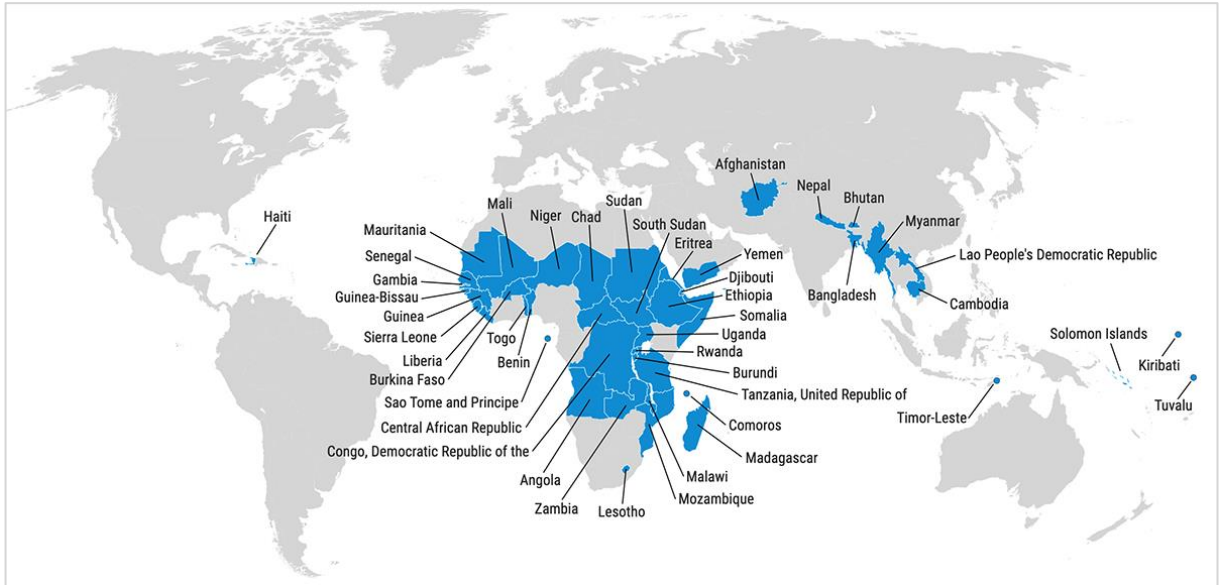 Afghanistan
Nepal
Bhutan
Myanmar
Lao People's Democratic Republic
Bangladesh
Cambodia
Haiti
Mauritania
Mali
Niger
Chad
Sudan
South Sudan
Eritrea
Yemen
Djibouti
Ethiopia
Somalia
Uganda
Rwanda
Burundi
Tanzania, United Republic of
Comoros
Madagascar
Malawi
Mozambique
Senegal
Gambia
Guinea-Bissau
Guinea
Sierra Leone
Liberia
Burkina Faso
Togo
Benin
Sao Tome and Principe
Central African Republic
Congo, Democratic Republic of the
Angola
Zambia
Lesotho
Solomon Islands
Kiribati
Tuvalu
Timor-Leste